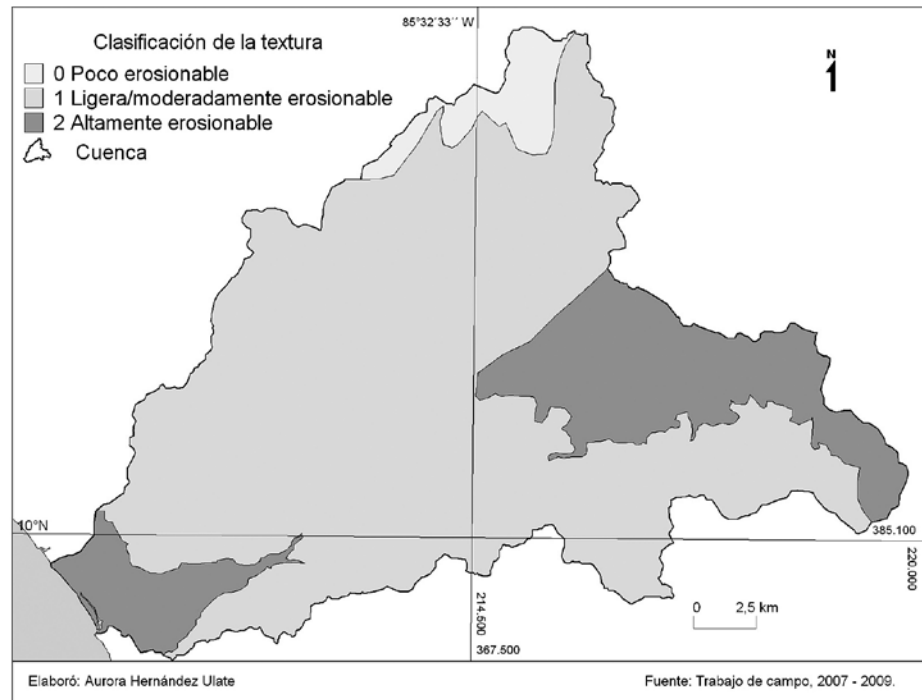 85°32'33'' W
Clasificación de la textura
0 Poco erosionable
1 Ligera/moderadamente erosionable
2 Altamente erosionable
Cuenca
N
10°N
385.100
220.000
214.500
367.500
0 2,5 km
Elaboró: Aurora Hernández Ulate
Fuente: Trabajo de campo, 2007 - 2009.